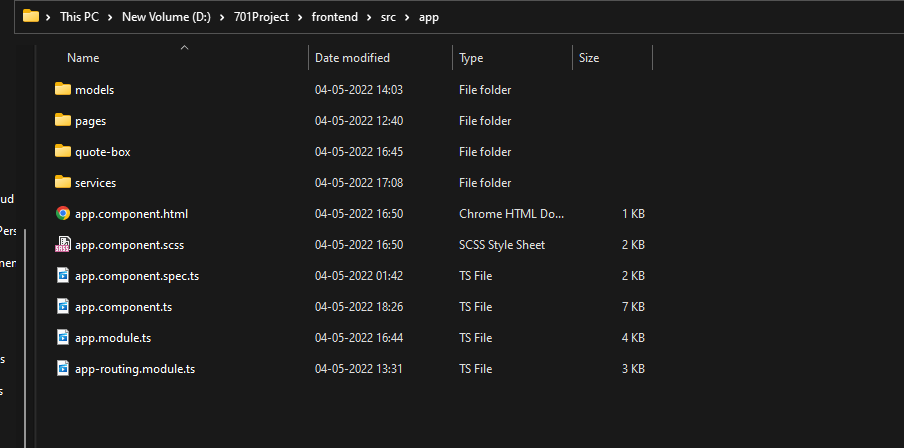 This PC > New Volume (D:) > 701Project > frontend > src > app
Name Date modified Type Size
models 04-05-2022 14:03 File folder
pages 04-05-2022 12:40 File folder
quote-box 04-05-2022 16:45 File folder
services 04-05-2022 17:08 File folder
ud
app.component.html 04-05-2022 16:50 Chrome HTML Do... 1 KB
Pers
app.component.scss 04-05-2022 16:50 SCSS Style Sheet 2 KB
nen
app.component.spec.ts 04-05-2022 01:42 TS File 2 KB
app.component.ts 04-05-2022 18:26 TS File 7 KB
app.module.ts 04-05-2022 16:44 TS File 4 KB
s
app-routing.module.ts 04-05-2022 13:31 TS File 3 KB
s